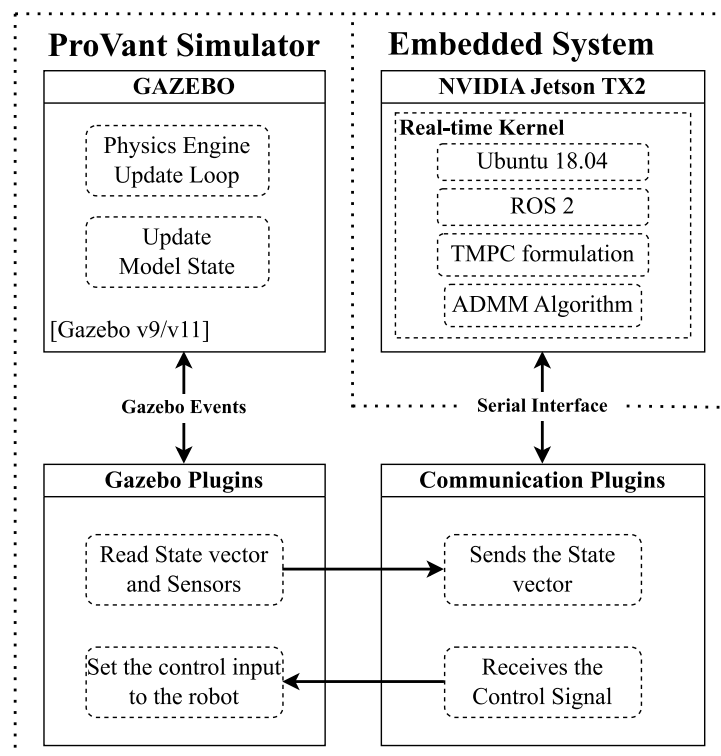 ProVant Simulator
GAZEBO
Physics Engine
Update Loop
Update
Model State
[Gazebo v9/v11]
Embedded System
NVIDIA Jetson TX2
Real-time Kernel
Ubuntu 18.04
ROS 2
TMPC formulation
ADMM Algorithm
Gazebo Events
Serial Interface
Gazebo Plugins
Read State vector
and Sensors
Set the control input
to the robot
Communication Plugins
Sends the State
vector
Receives the
Control Signal